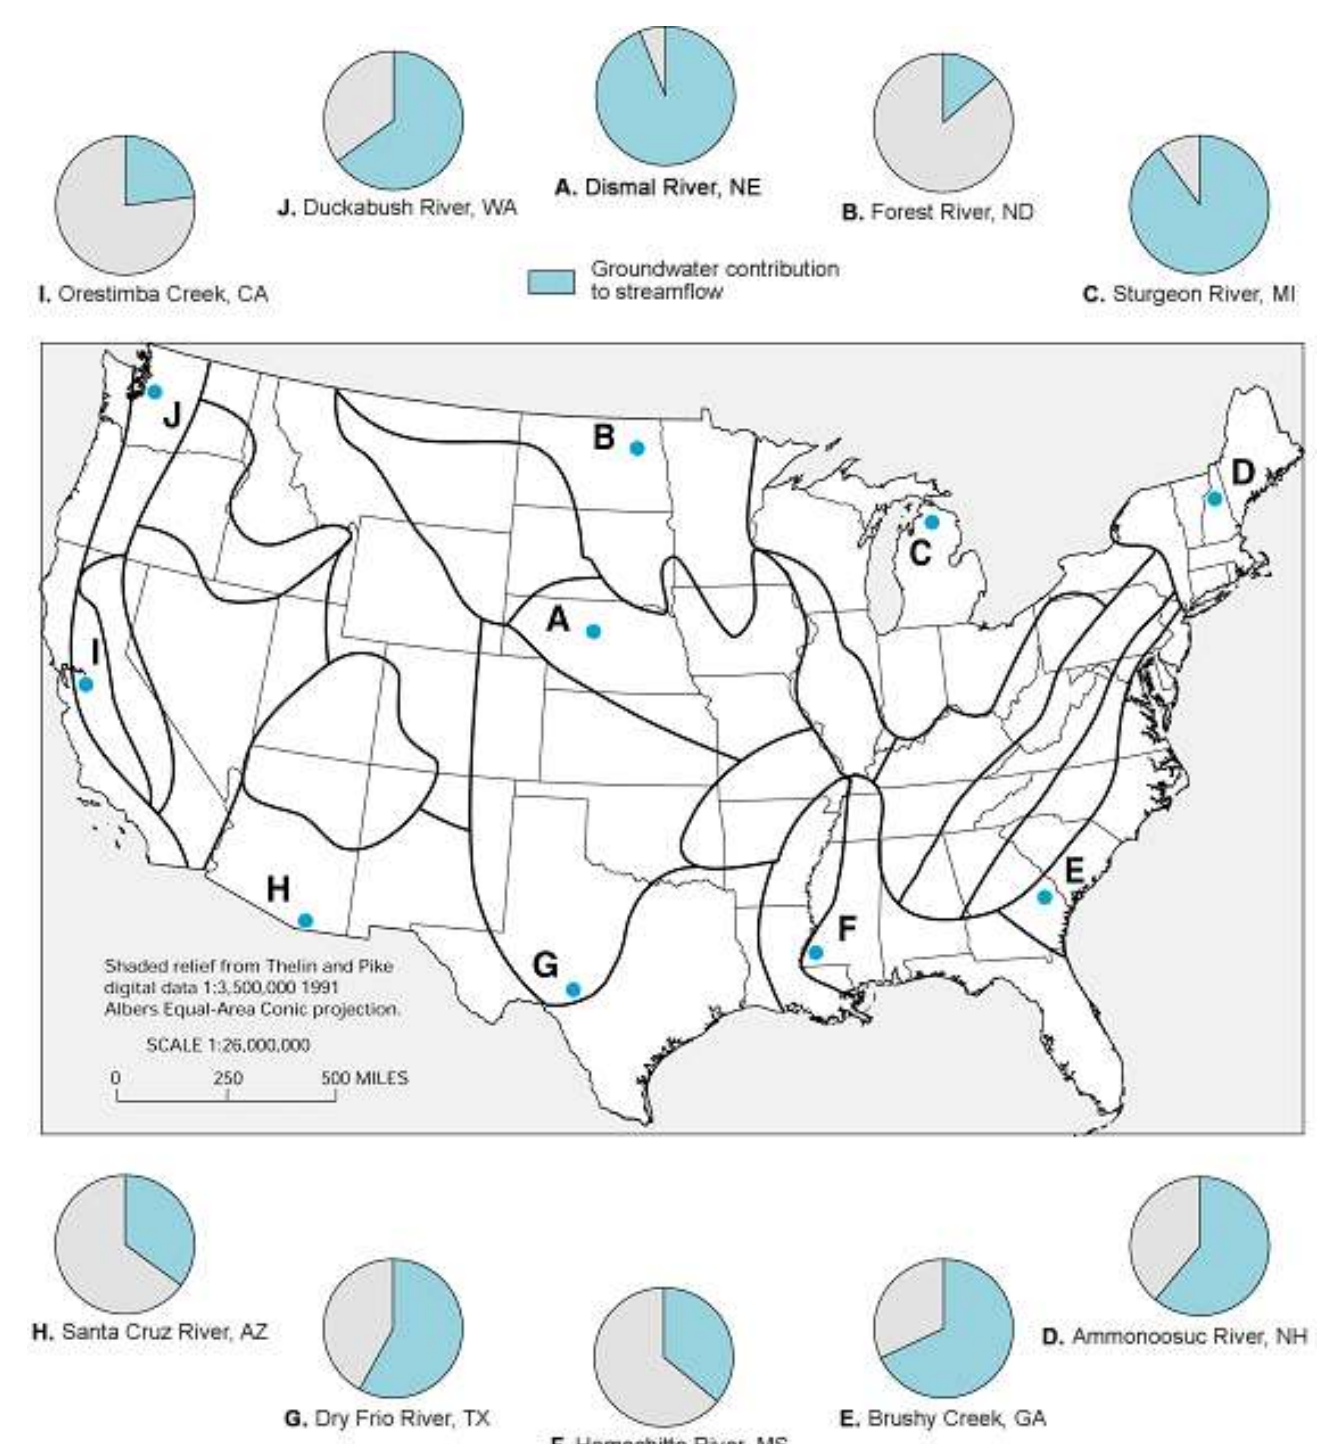 A. Dismal River, NE
J. Duckabush River, WA
B. Forest River, ND
I. Orestimba Creek, CA
Groundwater contribution
to streamflow
C. Sturgeon River, MI
J
B
D
C
A
I
E
H
F
G
Shaded relief from Thelin and Pike
digital data 1:3,500,000 1991
Albers Equal-Area Conic projection.
SCALE 1:26,000,000
0 250 500 MILES
H. Santa Cruz River, AZ
D. Ammonoosuc River, NH
G. Dry Frio River, TX
E. Brushy Creek, GA
River, MS